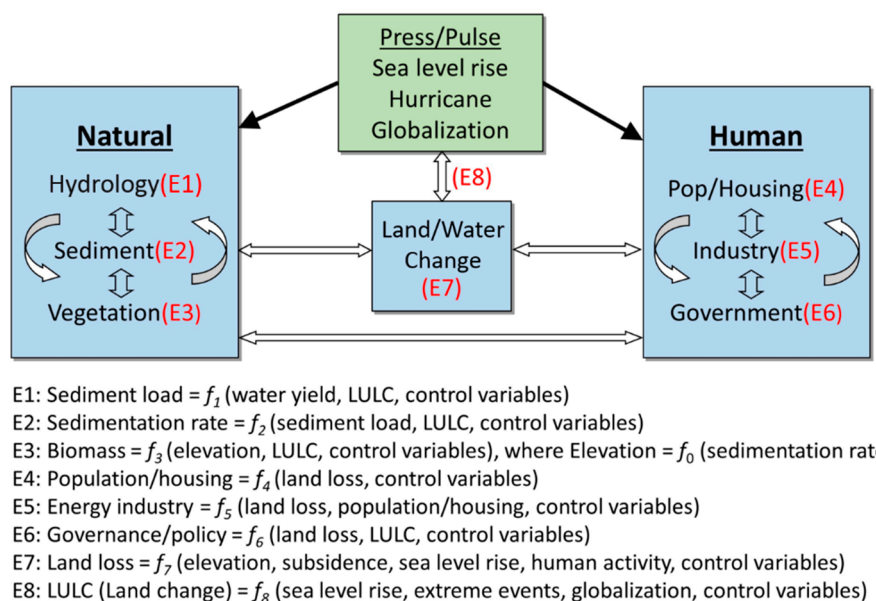 Press/Pulse
Sea level rise
Hurricane
Globalization
Natural
Hydrology(E1)
Sediment(E2)
Vegetation(E3)
(E8)
Land/Water
Change
(E7)
Human
Pop/Housing(E4)
Industry(E5)
Government(E6)
E1: Sediment load = f1 (water yield, LULC, control variables)
E2: Sedimentation rate = f2 (sediment load, LULC, control variables)
E3: Biomass = f3 (elevation, LULC, control variables), where Elevation = f0 (sedimentation rate
E4: Population/housing = f4 (land loss, control variables)
E5: Energy industry = f5 (land loss, population/housing, control variables)
E6: Governance/policy = f6 (land loss, LULC, control variables)
E7: Land loss = f7 (elevation, subsidence, sea level rise, human activity, control variables)
E8: LULC (Land change) = f8 (sea level rise, extreme events, globalization, control variables)